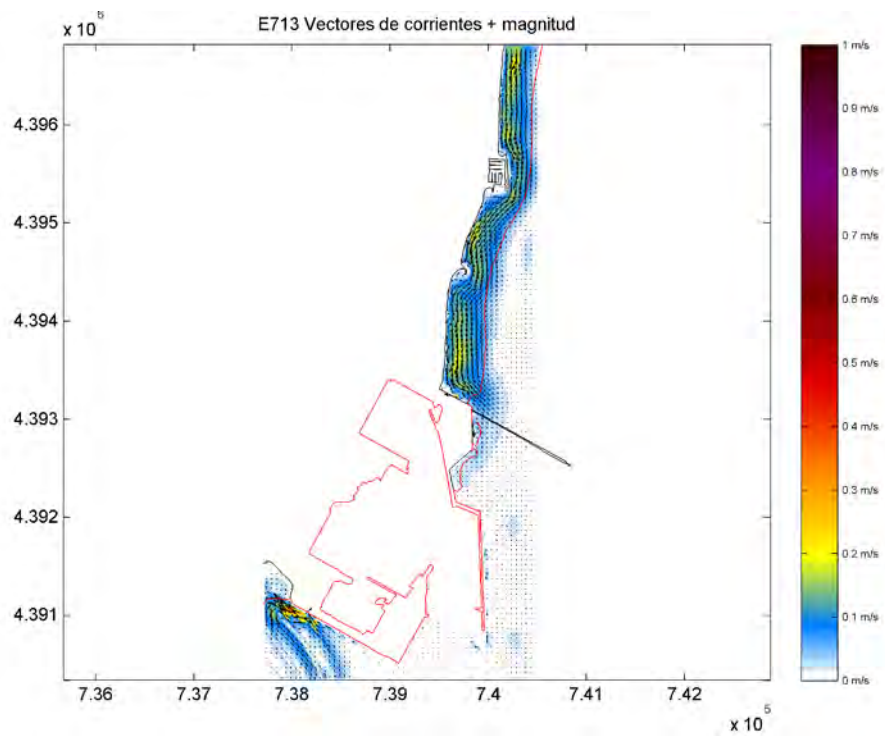 E713 Vectores de corrientes + magnitud
x 10⁶
4.396
4.395
4.394
4.393
4.392
4.391
7.36 7.37 7.38 7.39 7.4 7.41 7.42
x 10⁵
1 m/s
0.9 m/s
0.8 m/s
0.7 m/s
0.6 m/s
0.5 m/s
0.4 m/s
0.3 m/s
0.2 m/s
0.1 m/s
0 m/s